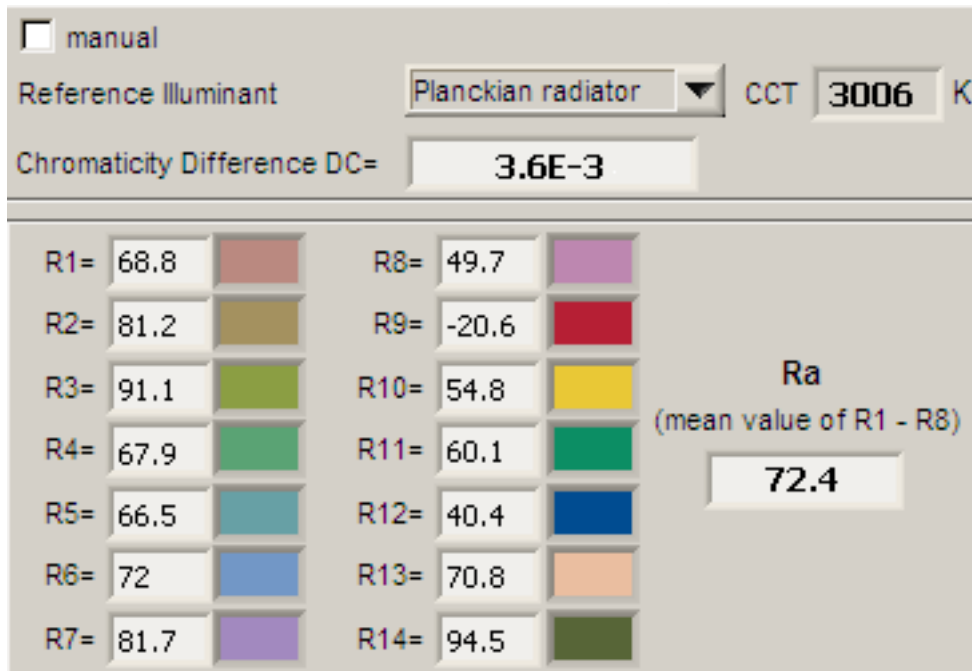 manual
Reference Illuminant Planckian radiator CCT 3006 K
Chromaticity Difference DC= 3.6E-3
R1= 68.8 R8= 49.7
R2= 81.2 R9= -20.6
R3= 91.1 R10= 54.8
Ra
(mean value of R1 - R8)
R4= 67.9 R11= 60.1
72.4
R5= 66.5 R12= 40.4
R6= 72 R13= 70.8
R7= 81.7 R14= 94.5